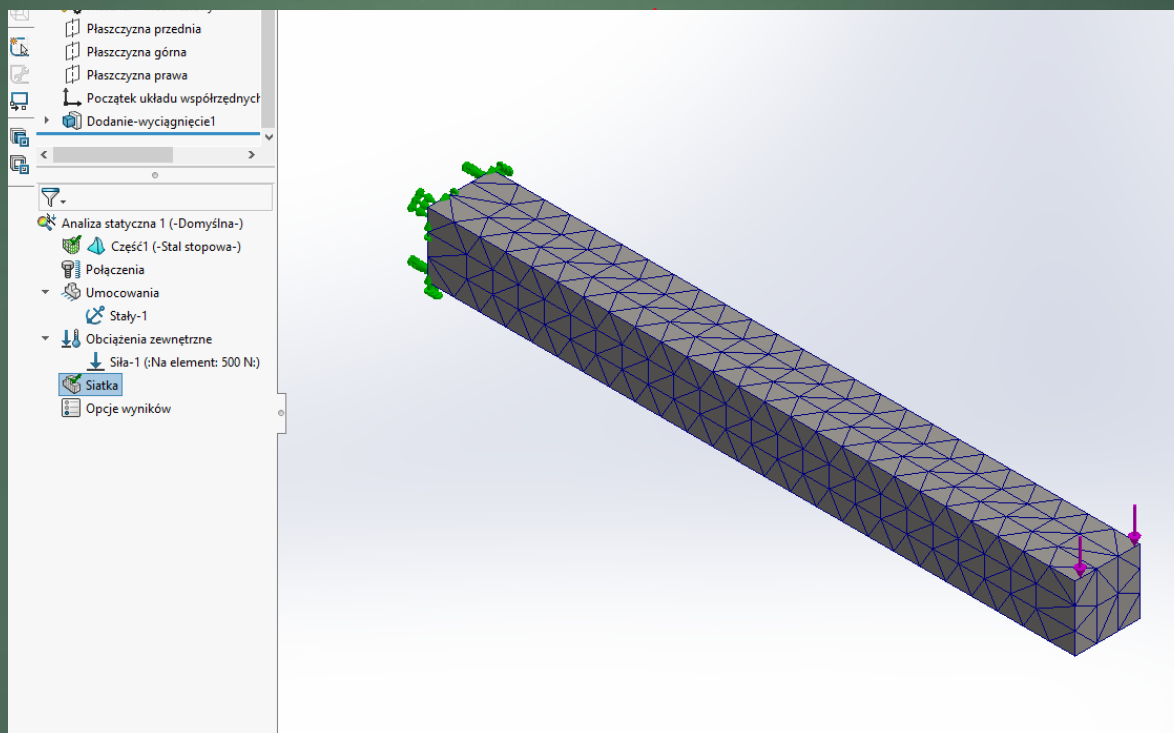 Płaszczyzna przednia
Płaszczyzna górna
Płaszczyzna prawa
Początek układu współrzędnych
Dodanie-wyciągnięcie1
Analiza statyczna 1 (-Domyślna-)
Część1 (-Stal stopowa-)
Połączenia
Umocowania
Stały-1
Obciążenia zewnętrzne
Siła-1 (:Na element: 500 N:)
Siatka
Opcje wyników